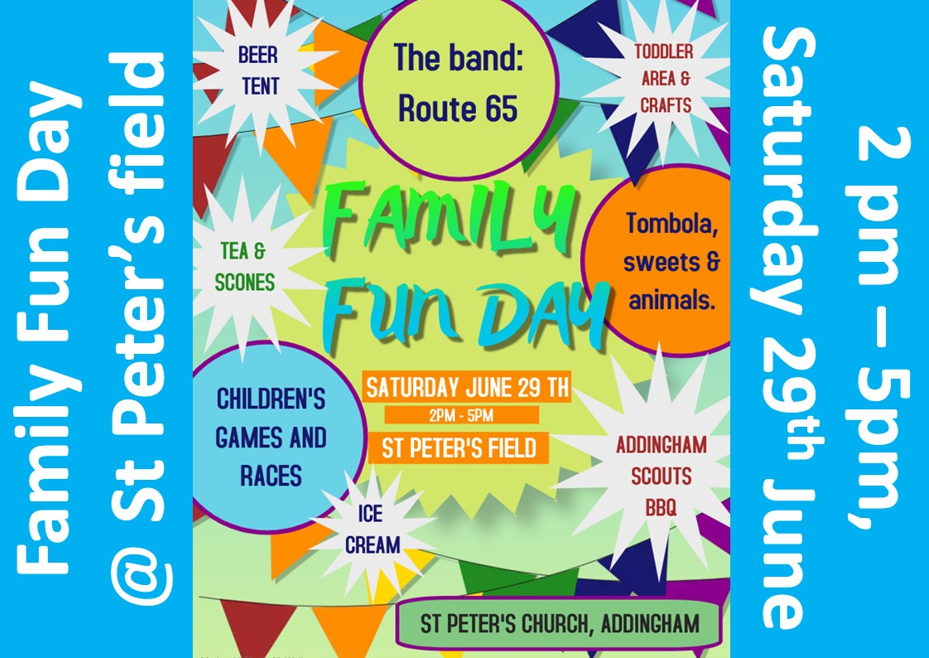 Family Fun Day
@ St Peter’s field
BEER
TENT
The band:
Route 65
TODDLER
AREA &
CRAFTS
FAMILY
FUN DAY
TEA &
SCONES
Tombola,
sweets &
animals.
CHILDREN'S
GAMES AND
RACES
SATURDAY JUNE 29 TH
2PM - 5PM
ST PETER'S FIELD
ADDINGHAM
SCOUTS
BBQ
ICE
CREAM
ST PETER'S CHURCH, ADDINGHAM
2 pm – 5pm,
Saturday 29th June